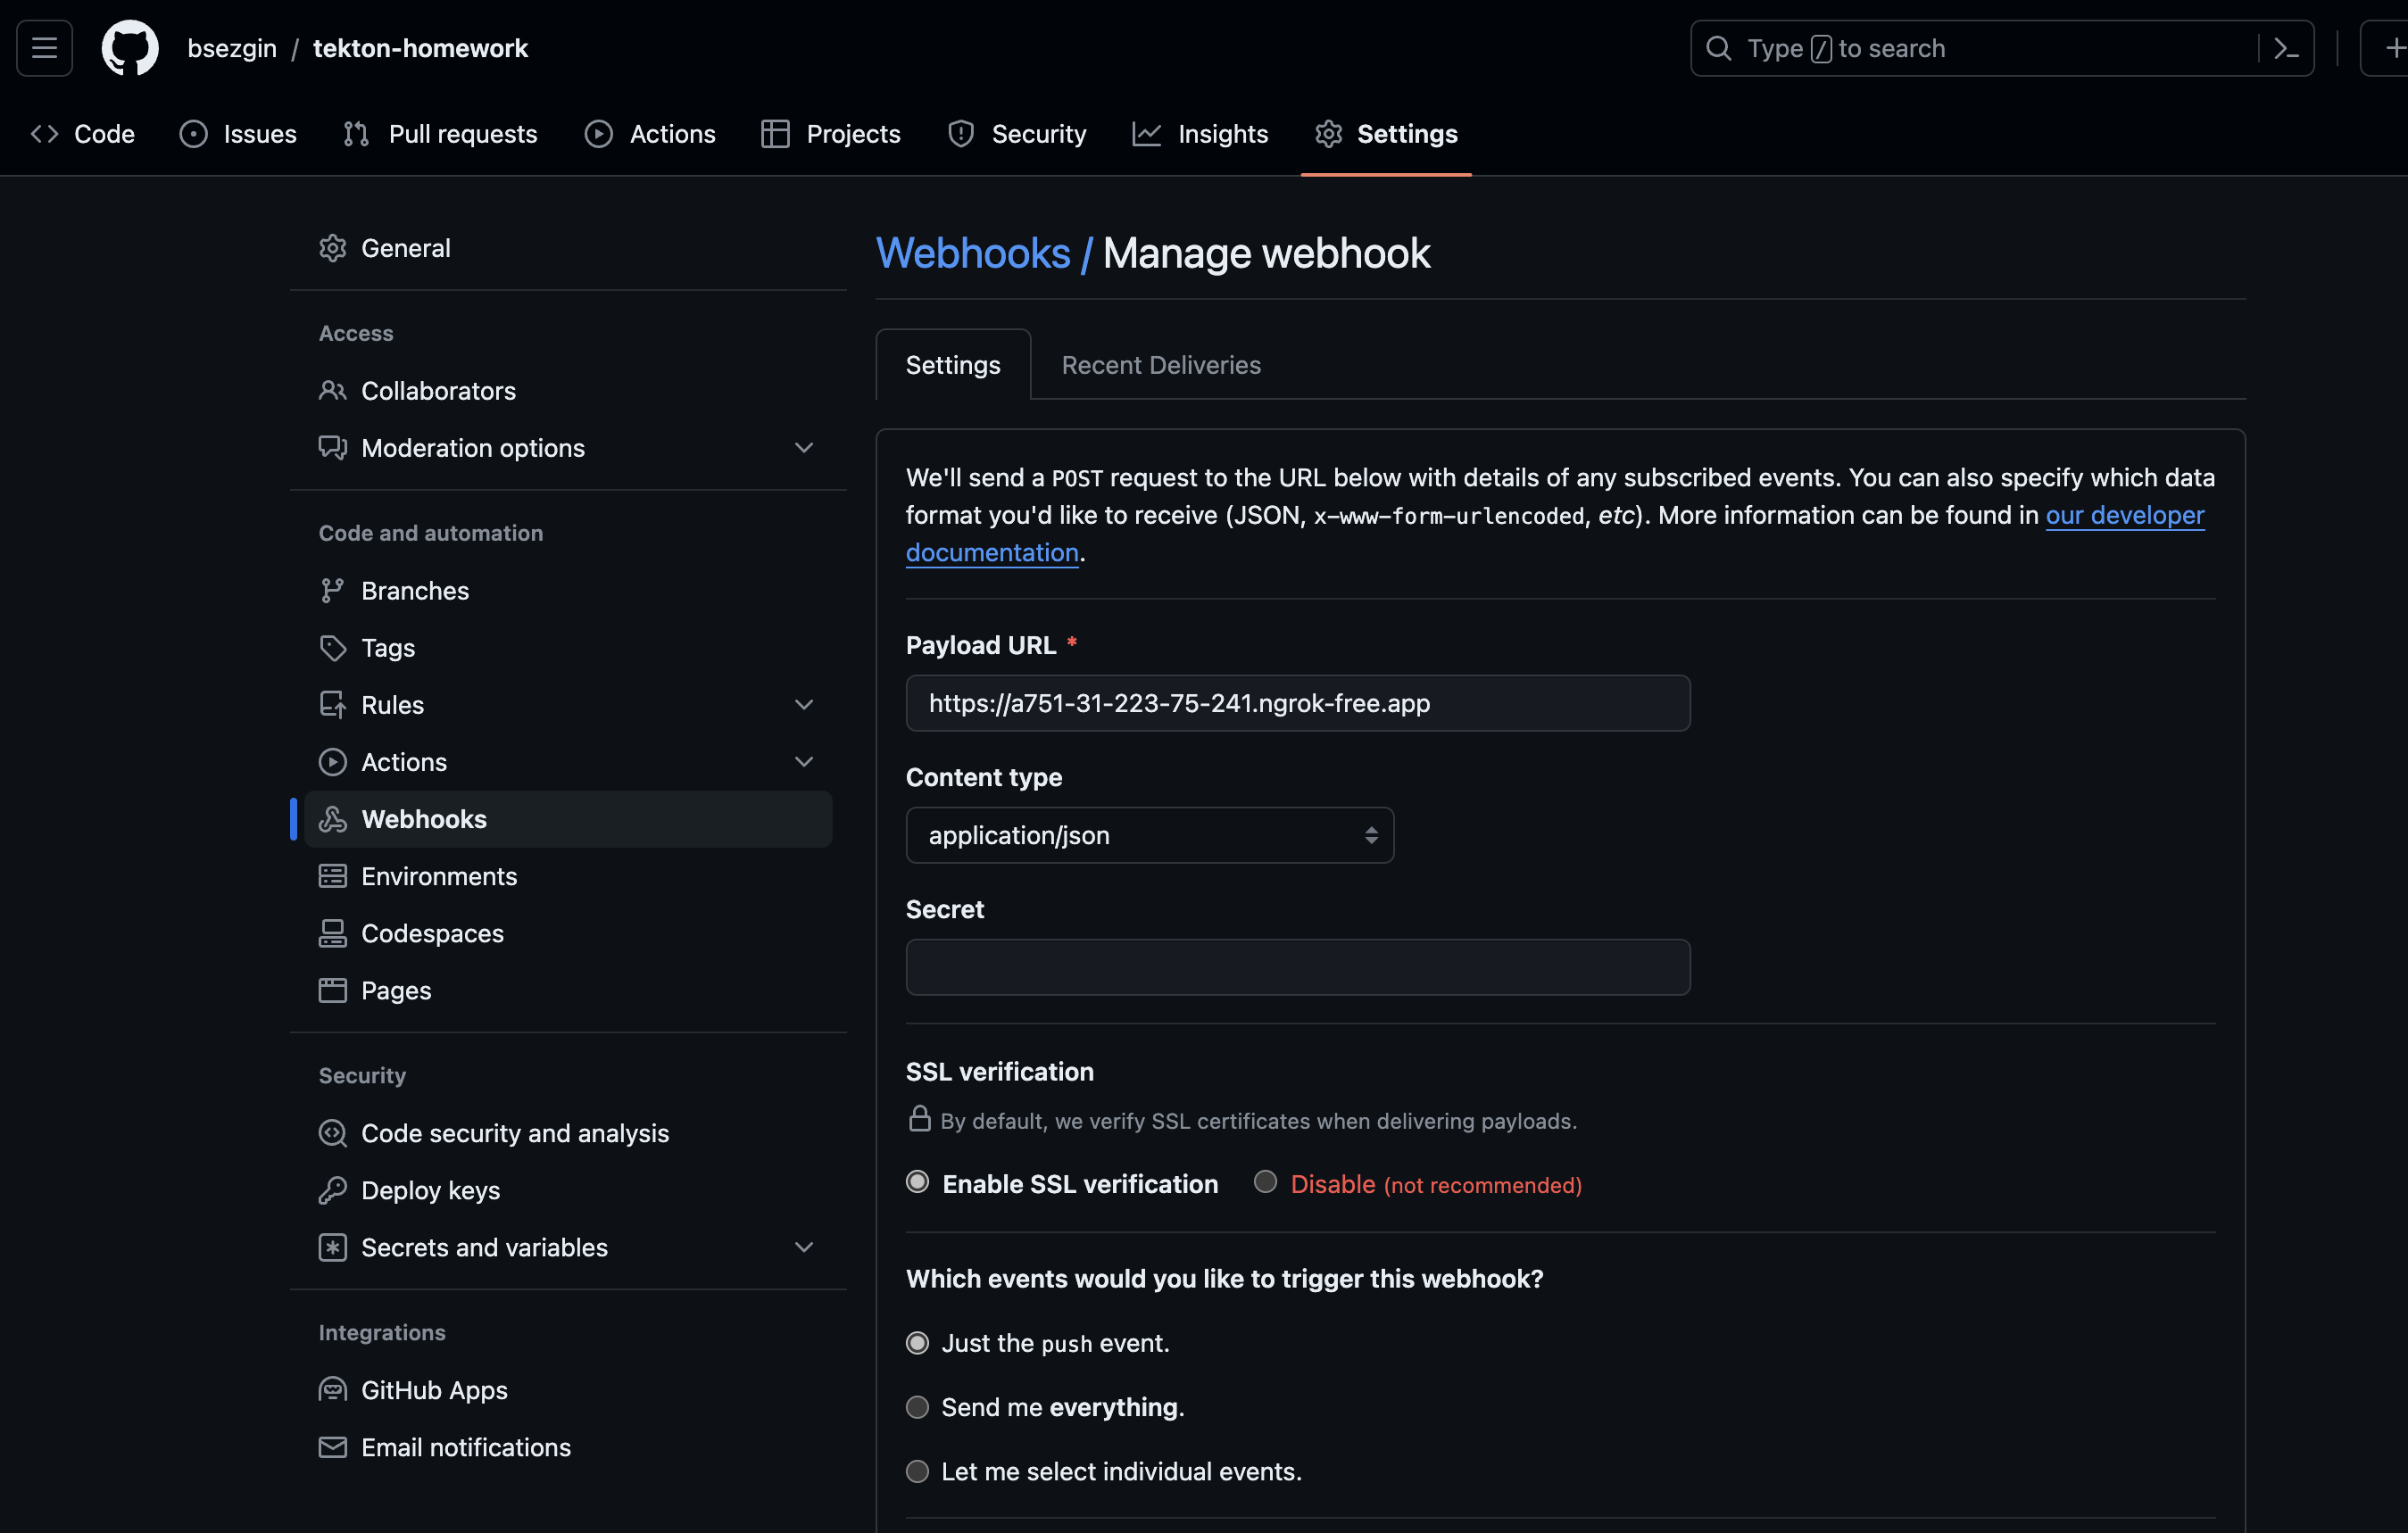 bsezgin / tekton-homework
Type / to search
Code Issues Pull requests Actions Projects Security Insights Settings
General
Access
Collaborators
Moderation options
Code and automation
Branches
Tags
Rules
Actions
Webhooks
Environments
Codespaces
Pages
Security
Code security and analysis
Deploy keys
Secrets and variables
Integrations
GitHub Apps
Email notifications
Webhooks / Manage webhook
Settings Recent Deliveries
We'll send a POST request to the URL below with details of any subscribed events. You can also specify which data
format you'd like to receive (JSON, x-www-form-urlencoded, etc). More information can be found in our developer
documentation.
Payload URL *
https://a751-31-223-75-241.ngrok-free.app
Content type
application/json
Secret
SSL verification
By default, we verify SSL certificates when delivering payloads.
Enable SSL verification Disable (not recommended)
Which events would you like to trigger this webhook?
Just the push event.
Send me everything.
Let me select individual events.